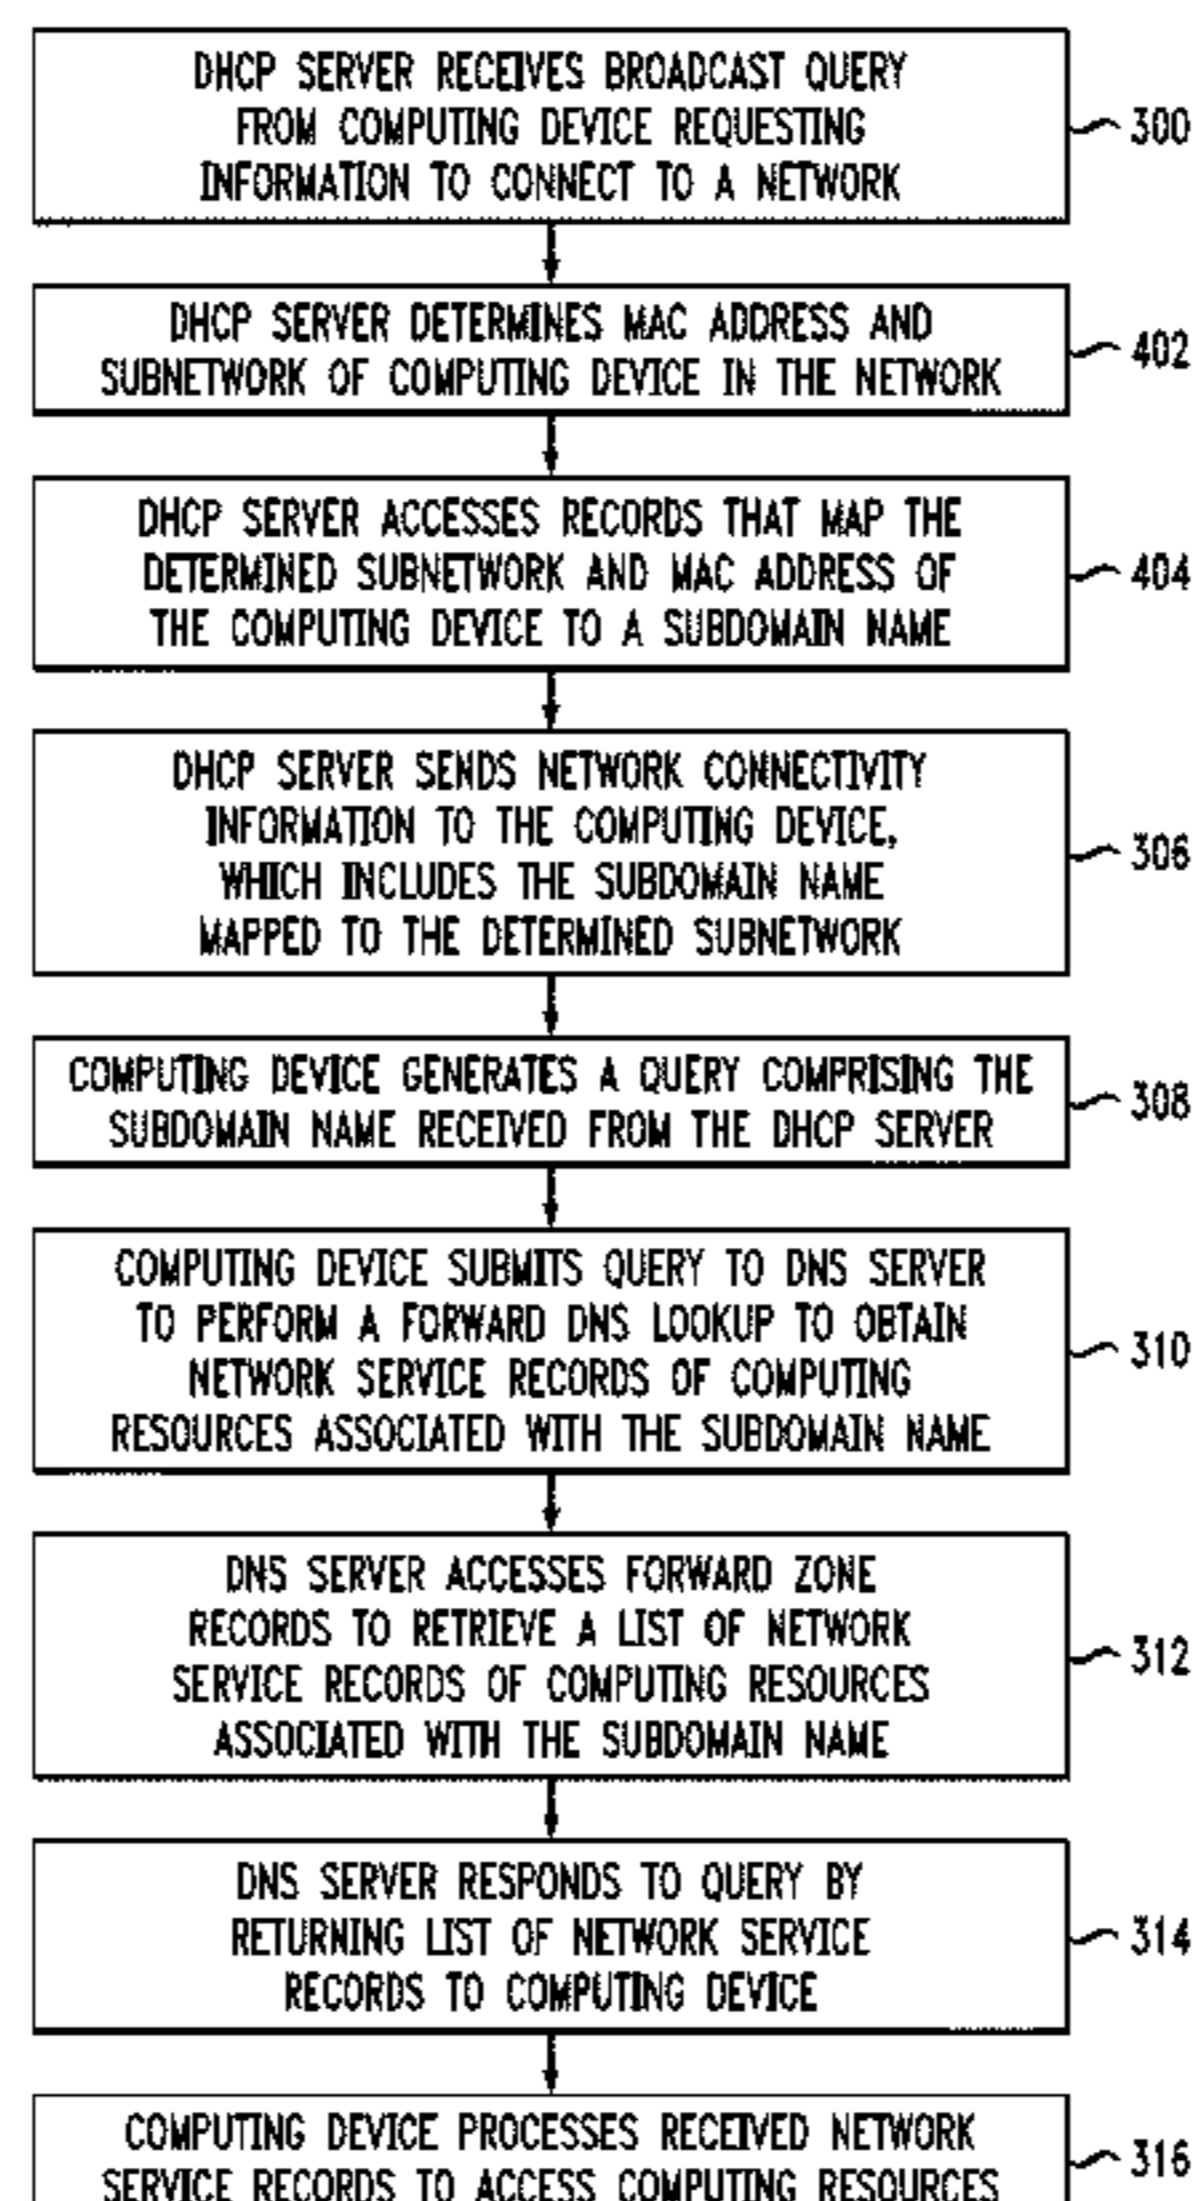 DHCP SERVER RECEIVES BROADCAST QUERY
FROM COMPUTING DEVICE REQUESTING
INFORMATION TO CONNECT TO A NETWORK
300
DHCP SERVER DETERMINES MAC ADDRESS AND
SUBNETWORK OF COMPUTING DEVICE IN THE NETWORK
402
DHCP SERVER ACCESSES RECORDS THAT MAP THE
DETERMINED SUBNETWORK AND MAC ADDRESS OF
THE COMPUTING DEVICE TO A SUBDOMAIN NAME
404
DHCP SERVER SENDS NETWORK CONNECTIVITY
INFORMATION TO THE COMPUTING DEVICE,
WHICH INCLUDES THE SUBDOMAIN NAME
MAPPED TO THE DETERMINED SUBNETWORK
306
COMPUTING DEVICE GENERATES A QUERY COMPRISING THE
SUBDOMAIN NAME RECEIVED FROM THE DHCP SERVER
308
COMPUTING DEVICE SUBMITS QUERY TO DNS SERVER
TO PERFORM A FORWARD DNS LOOKUP TO OBTAIN
NETWORK SERVICE RECORDS OF COMPUTING
RESOURCES ASSOCIATED WITH THE SUBDOMAIN NAME
310
DNS SERVER ACCESSES FORWARD ZONE
RECORDS TO RETRIEVE A LIST OF NETWORK
SERVICE RECORDS OF COMPUTING RESOURCES
ASSOCIATED WITH THE SUBDOMAIN NAME
312
DNS SERVER RESPONDS TO QUERY BY
RETURNING LIST OF NETWORK SERVICE
RECORDS TO COMPUTING DEVICE
314
COMPUTING DEVICE PROCESSES RECEIVED NETWORK
SERVICE RECORDS TO ACCESS COMPUTING RESOURCES
316